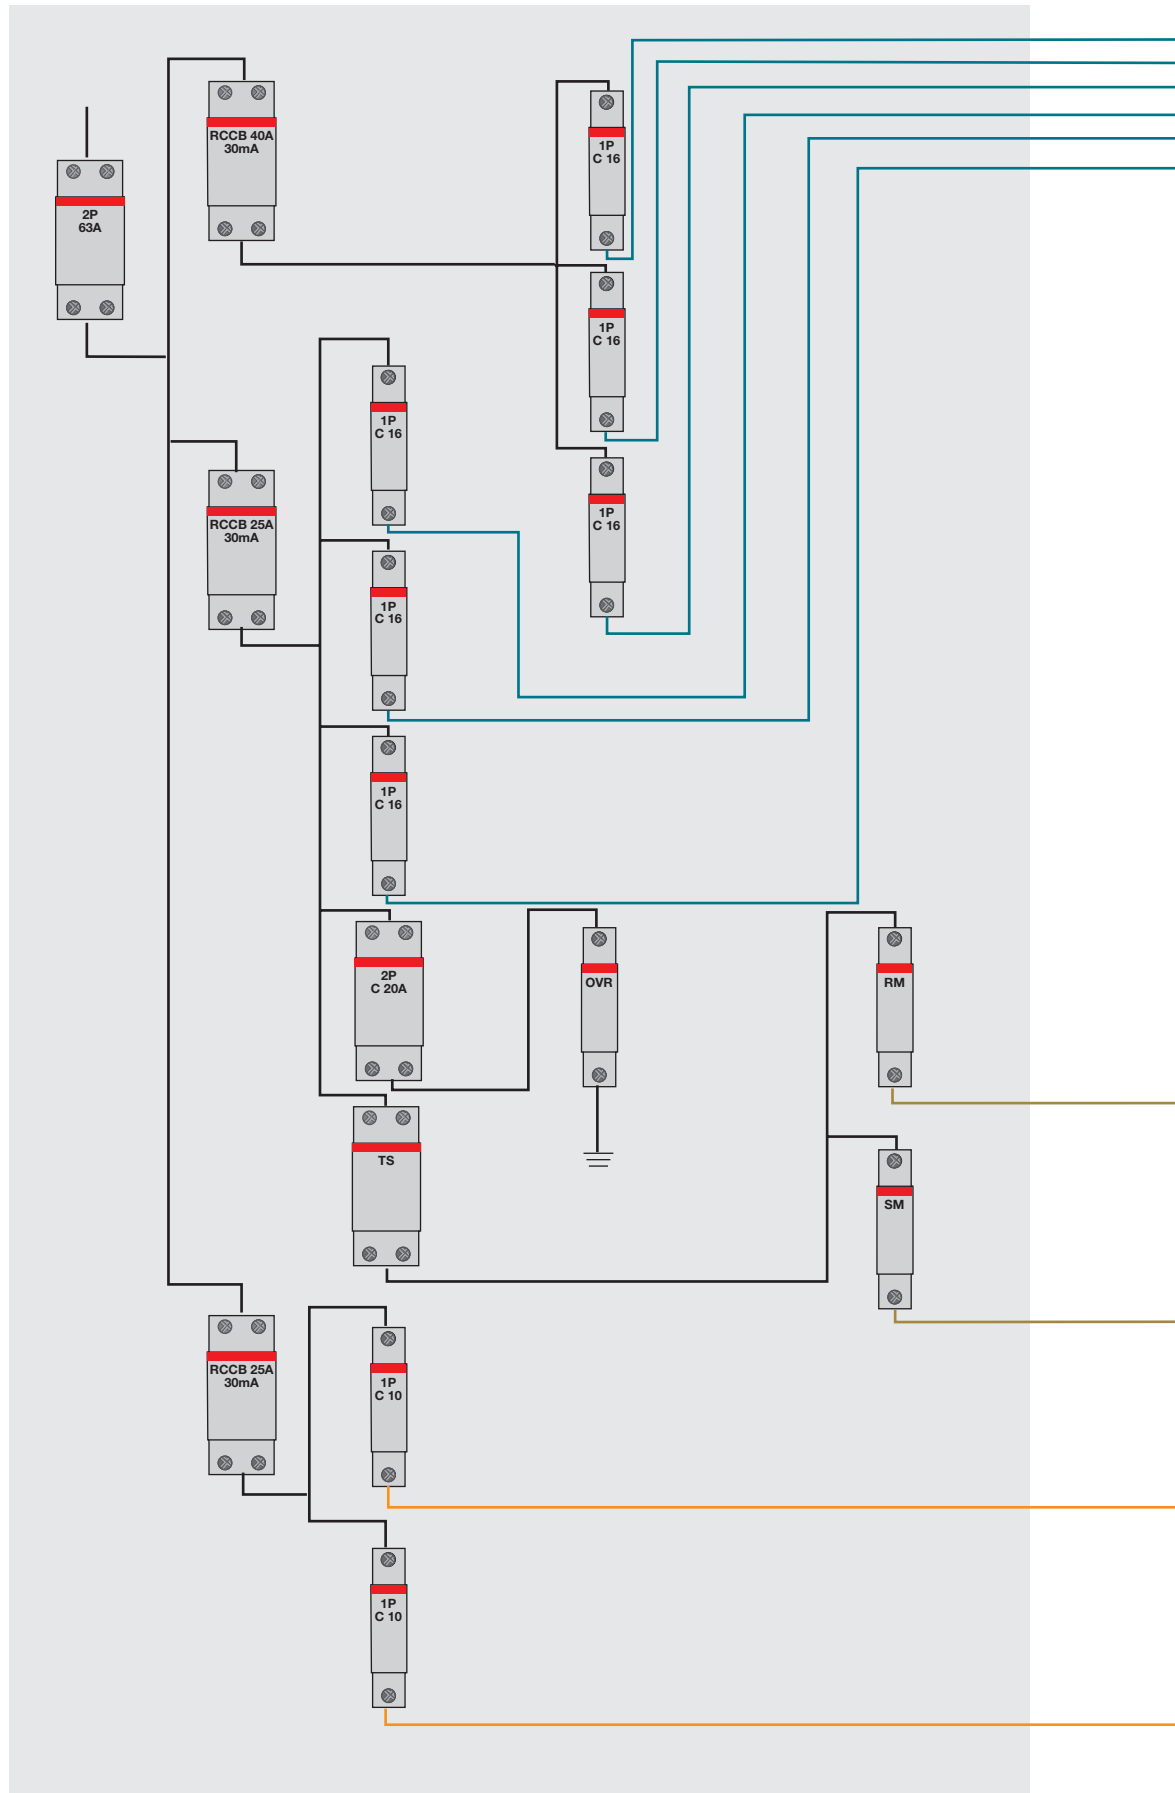 RCCB 40A
30mA
1P
C 16
2P
63A
1P
C 16
1P
C 16
RCCB 25A
30mA
1P
C 16
1P
C 16
1P
C 16
2P
C 20A
OVR
RM
TS
SM
RCCB 25A
30mA
1P
C 10
1P
C 10